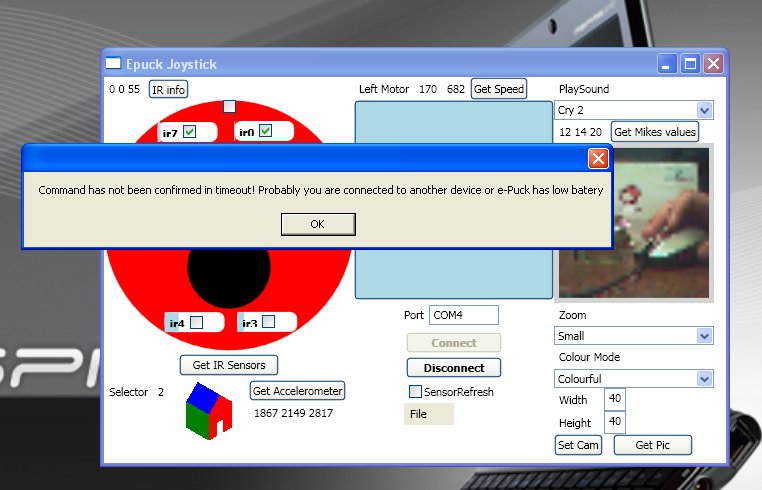 Epuck Joystick
0 0 55 IR info
Left Motor 170 682 Get Speed
PlaySound
Cry 2
ir7 ir0
12 14 20 Get Mikes values
Command has not been confirmed in timeout! Probably you are connected to another device or e-Puck has low batery
OK
Port COM4
Zoom
ir4 ir3
Small
Connect
Colour Mode
Get IR Sensors
Disconnect
Colourful
Selector 2
Get Accelerometer
SensorRefresh
Width 40
1867 2149 2817
File
Height 40
Set Cam Get Pic